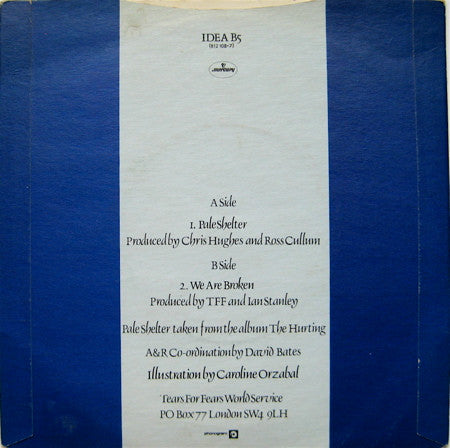 IDEA B5
(812 108-7)
mercury
A Side
1. Pale Shelter
Produced by Chris Hughes and Ross Cullum
B Side
2. We Are Broken
Produced by TFF and Ian Stanley
Pale Shelter taken from the album The Hurting
A&R Co-ordination by David Bates
Illustration by Caroline Orzabal
Tears For Fears World Service
PO Box 77 London SW4 9LH
phonogram